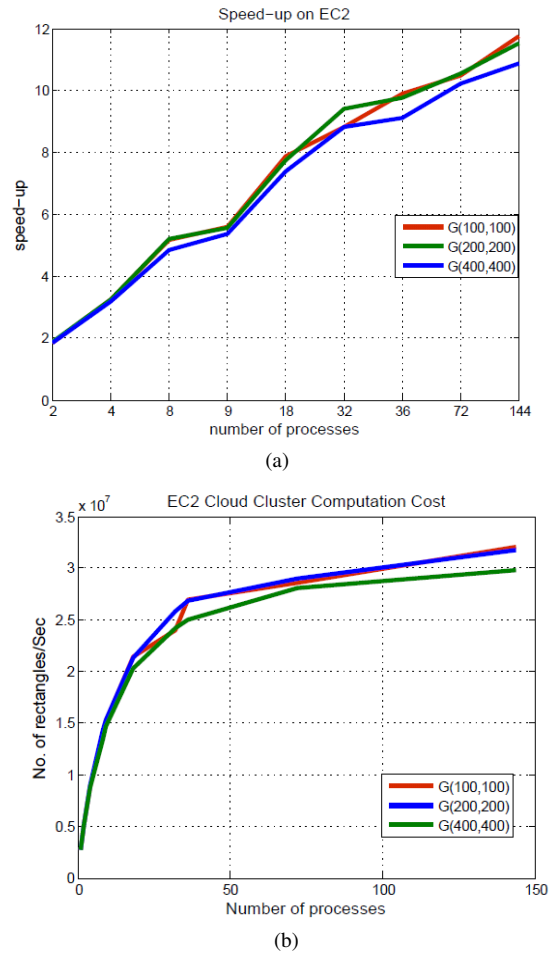 Speed-up on EC2
12
10
8
6
4
2
0
speed-up
G(100,100)
G(200,200)
G(400,400)
2 4 8 9 18 32 36 72 144
number of processes
(a)
EC2 Cloud Cluster Computation Cost
x 10^7
3.5
3
2.5
2
1.5
1
0.5
0
No. of rectangles/Sec
G(100,100)
G(200,200)
G(400,400)
0 50 100 150
Number of processes
(b)